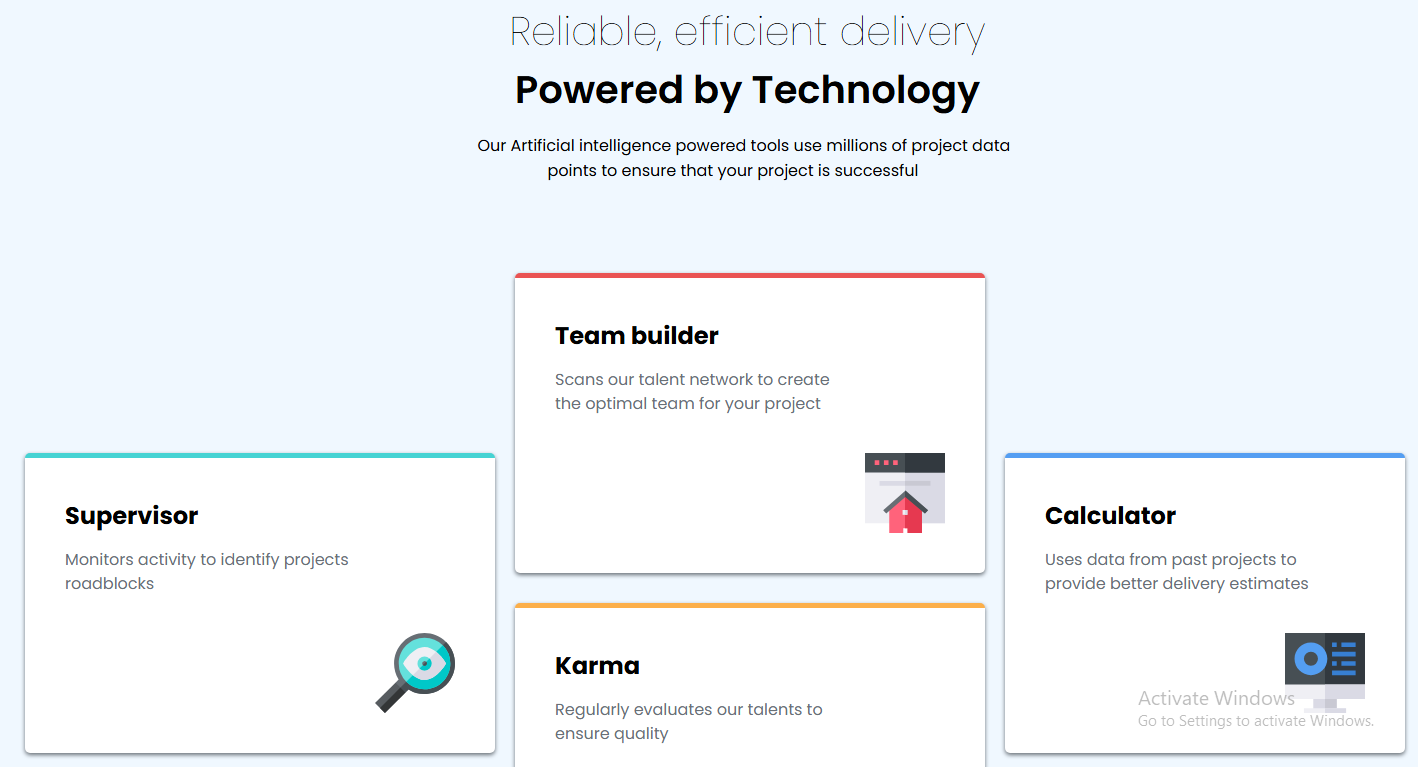 Reliable, efficient delivery
Powered by Technology
Our Artificial intelligence powered tools use millions of project data
points to ensure that your project is successful
Team builder
Scans our talent network to create
the optimal team for your project
Supervisor
Monitors activity to identify projects
roadblocks
Calculator
Uses data from past projects to
provide better delivery estimates
Karma
Regularly evaluates our talents to
ensure quality
Activate Windows
Go to Settings to activate Windows.